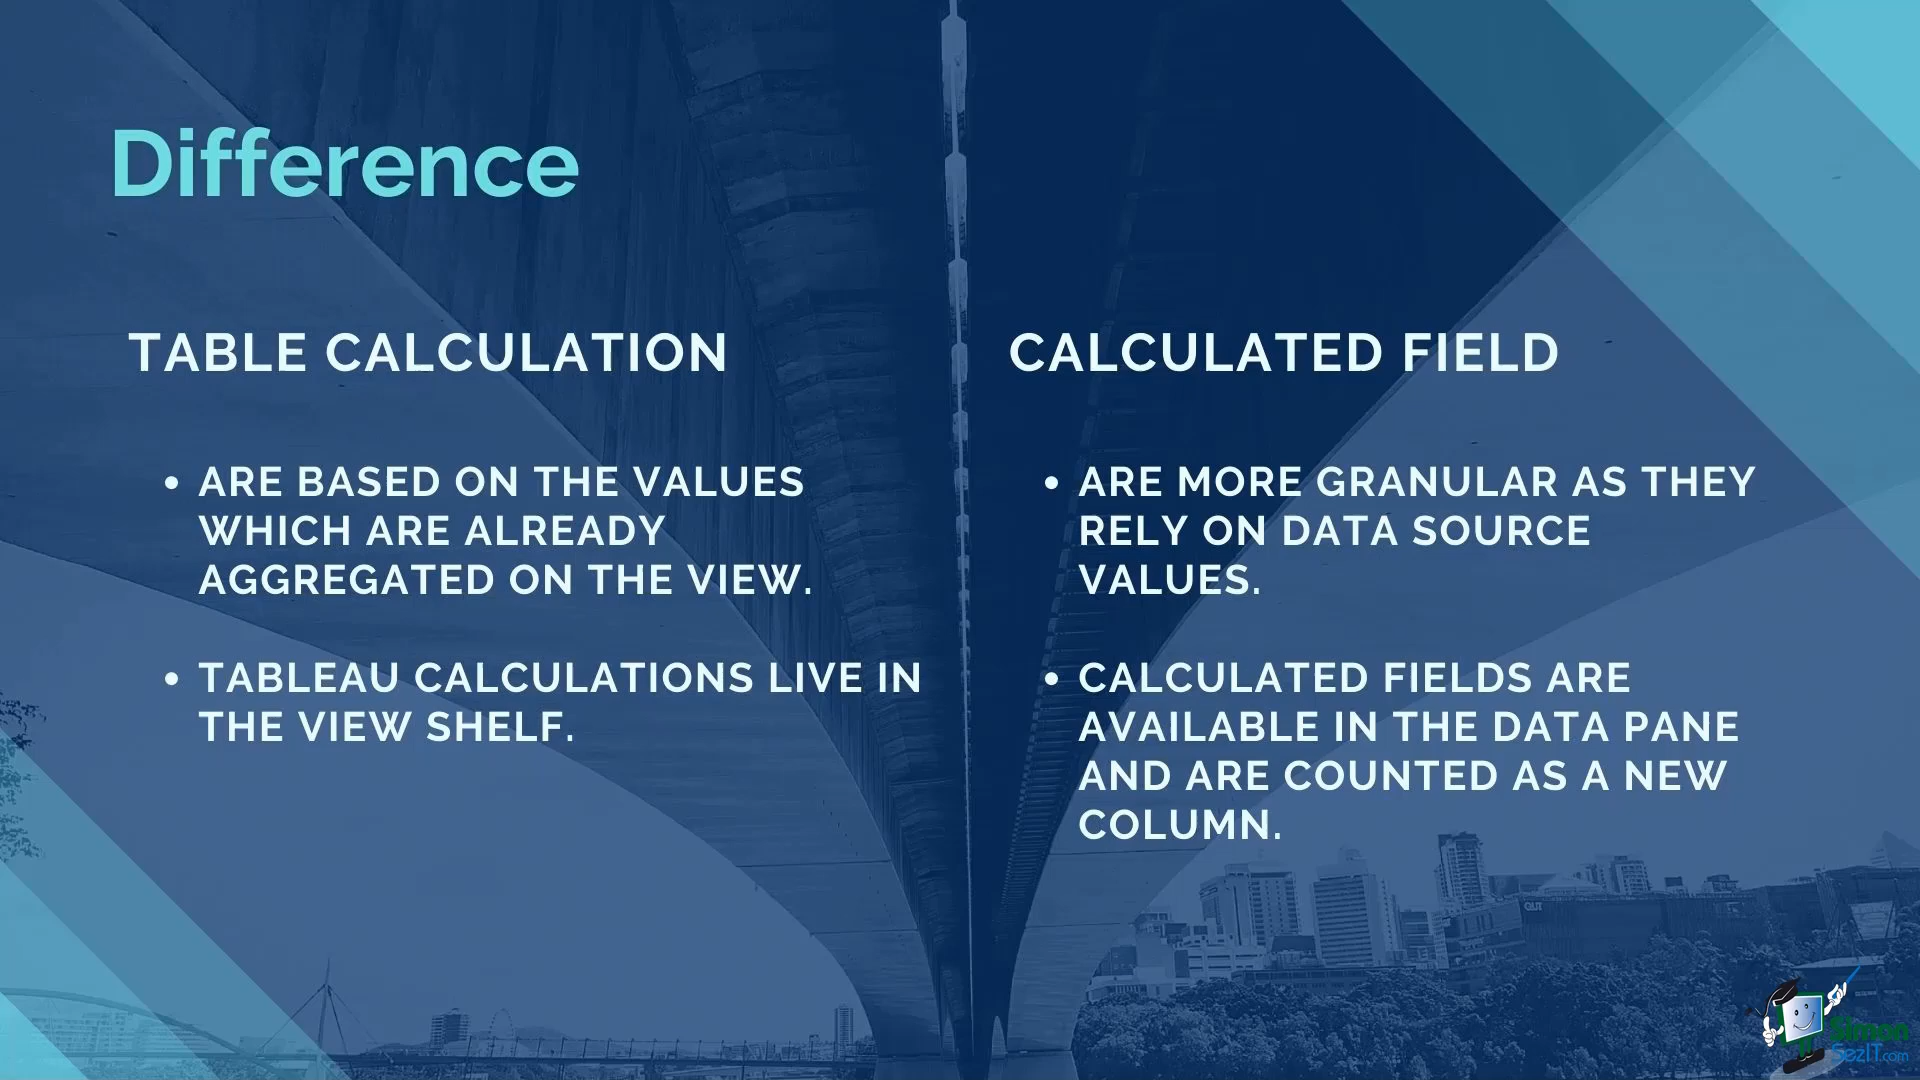 Difference
TABLE CALCULATION
• ARE BASED ON THE VALUES
WHICH ARE ALREADY
AGGREGATED ON THE VIEW.
• TABLEAU CALCULATIONS LIVE IN
THE VIEW SHELF.
CALCULATED FIELD
• ARE MORE GRANULAR AS THEY
RELY ON DATA SOURCE
VALUES.
• CALCULATED FIELDS ARE
AVAILABLE IN THE DATA PANE
AND ARE COUNTED AS A NEW
COLUMN.
QUT
Simon
SezIT.com